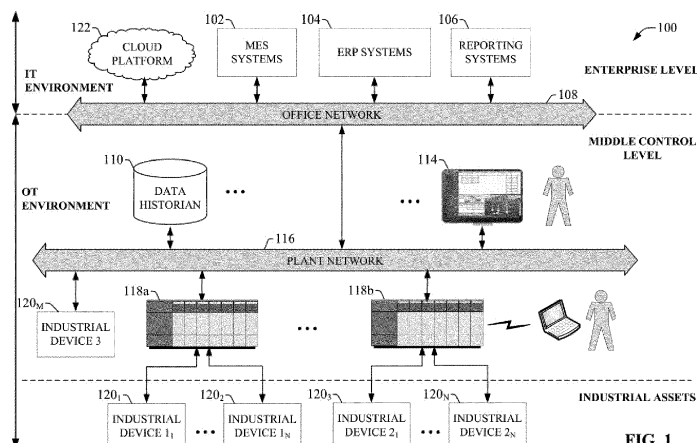 122
CLOUD
PLATFORM
102
MES
SYSTEMS
104
ERP SYSTEMS
106
REPORTING
SYSTEMS
100
IT
ENVIRONMENT
ENTERPRISE LEVEL
108
OFFICE NETWORK
MIDDLE CONTROL
LEVEL
110
DATA
HISTORIAN
...
...
114
OT
ENVIRONMENT
116
PLANT NETWORK
120M
INDUSTRIAL
DEVICE 3
118a
...
118b
INDUSTRIAL ASSETS
1201
INDUSTRIAL
DEVICE 11
...
1202
INDUSTRIAL
DEVICE 1N
1203
INDUSTRIAL
DEVICE 21
...
120N
INDUSTRIAL
DEVICE 2N
FIG. 1